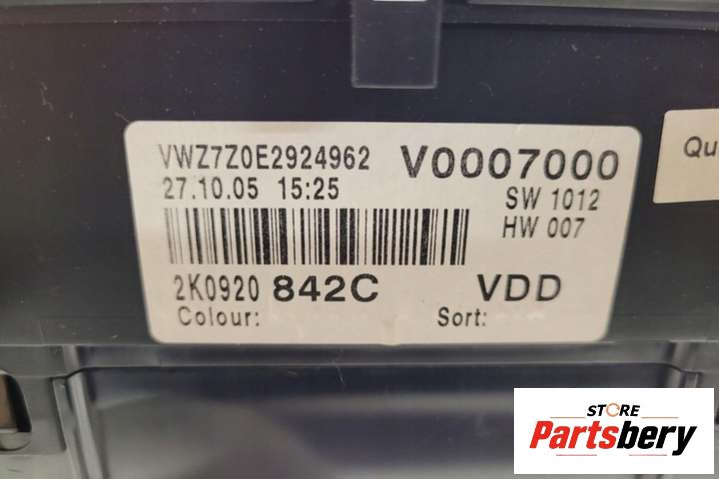 VWZ7Z0E2924962 V0007000
27.10.05 15:25 SW 1012
HW 007
2K0920 842C VDD
Colour: Sort:
Qu
STORE
Partsbery